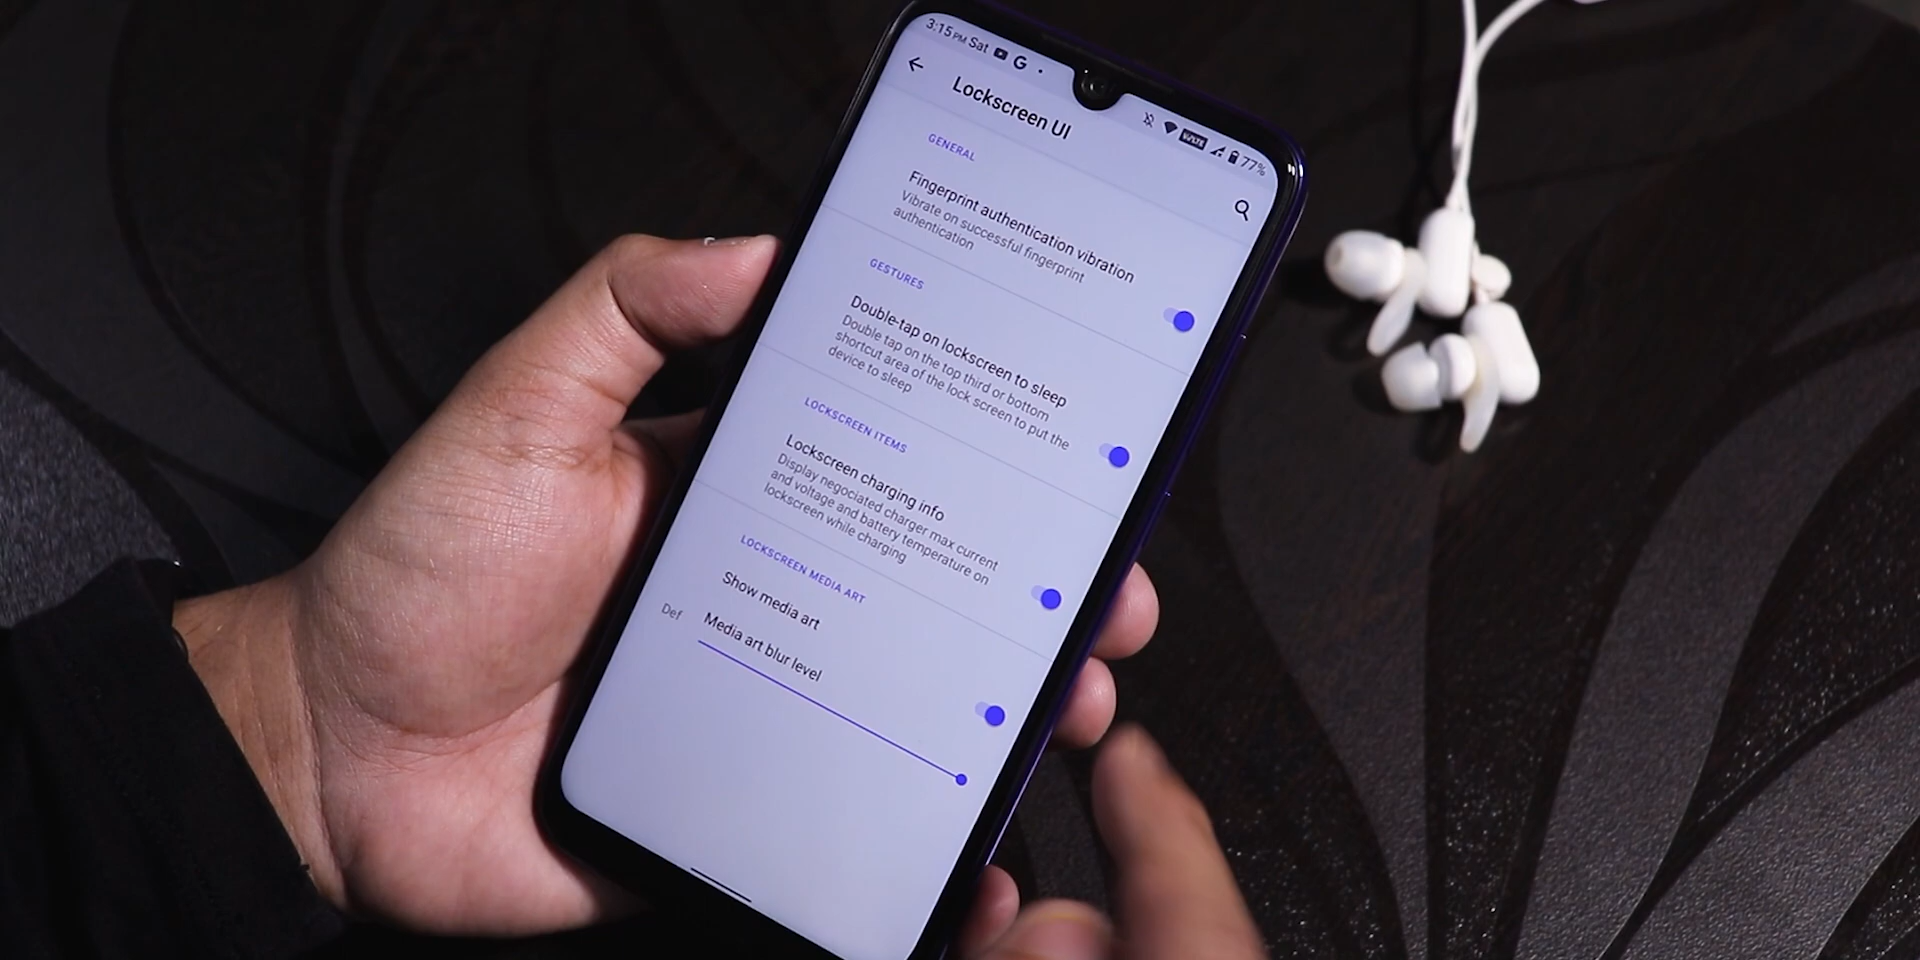 3:15PM Sat G
VoLTE 77%
Lockscreen UI
GENERAL
Fingerprint authentication vibration
Vibrate on successful fingerprint
authentication
GESTURES
Double-tap on lockscreen to sleep
Double tap on the top third or bottom
shortcut area of the lock screen to put the
device to sleep
LOCKSCREEN ITEMS
Lockscreen charging info
Display negociated charger max current
and voltage and battery temperature on
lockscreen while charging
LOCKSCREEN MEDIA ART
Show media art
Media art blur level
Def